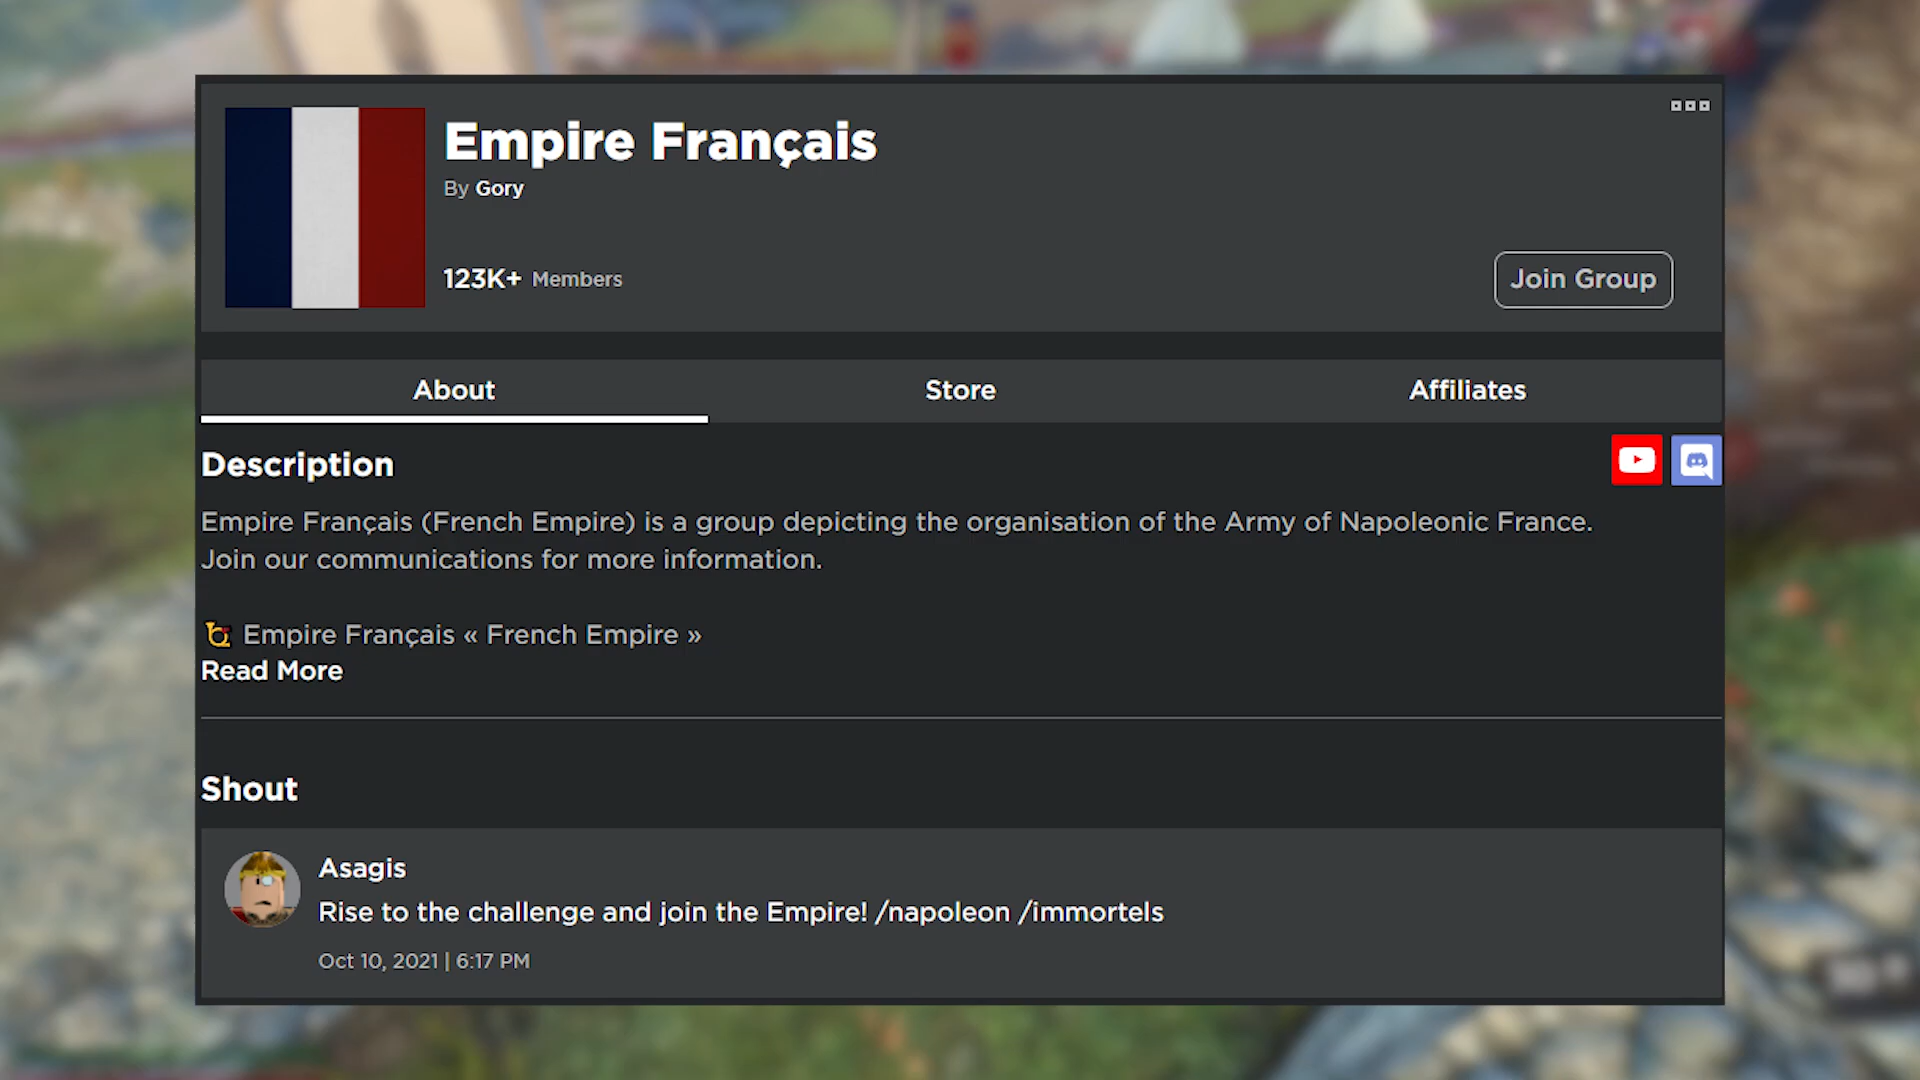 Empire Français
By Gory
123K+ Members
Join Group
About
Store
Affiliates
Description
Empire Français (French Empire) is a group depicting the organisation of the Army of Napoleonic France.
Join our communications for more information.
Empire Français « French Empire »
Read More
Shout
Asagis
Rise to the challenge and join the Empire! /napoleon /immortels
Oct 10, 2021 | 6:17 PM